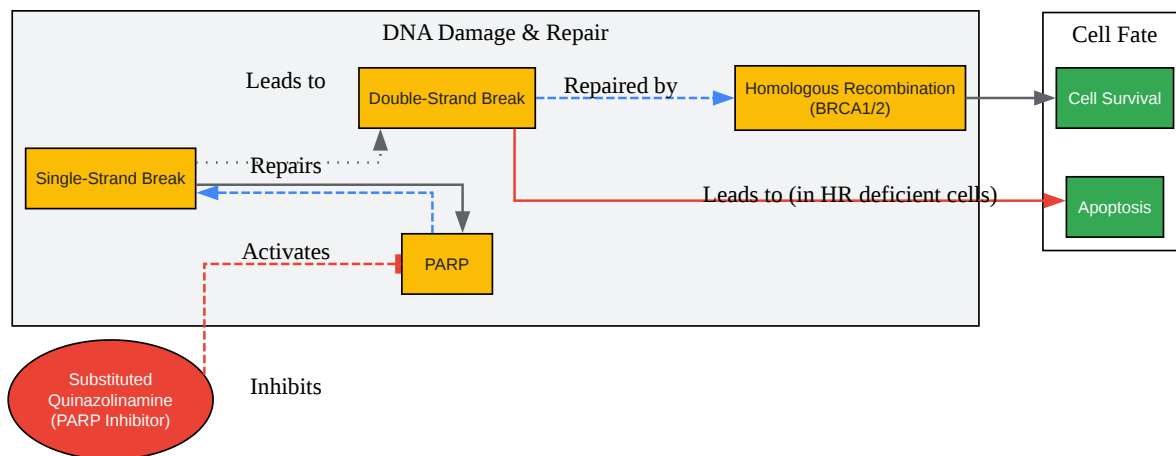 DNA Damage & Repair
Cell Fate
Leads to
Double-Strand Break
Repaired by
Homologous Recombination
(BRCA1/2)
Cell Survival
Single-Strand Break
Repairs
Leads to (in HR deficient cells)
Apoptosis
Activates
PARP
Substituted
Quinazolinamine
(PARP Inhibitor)
Inhibits